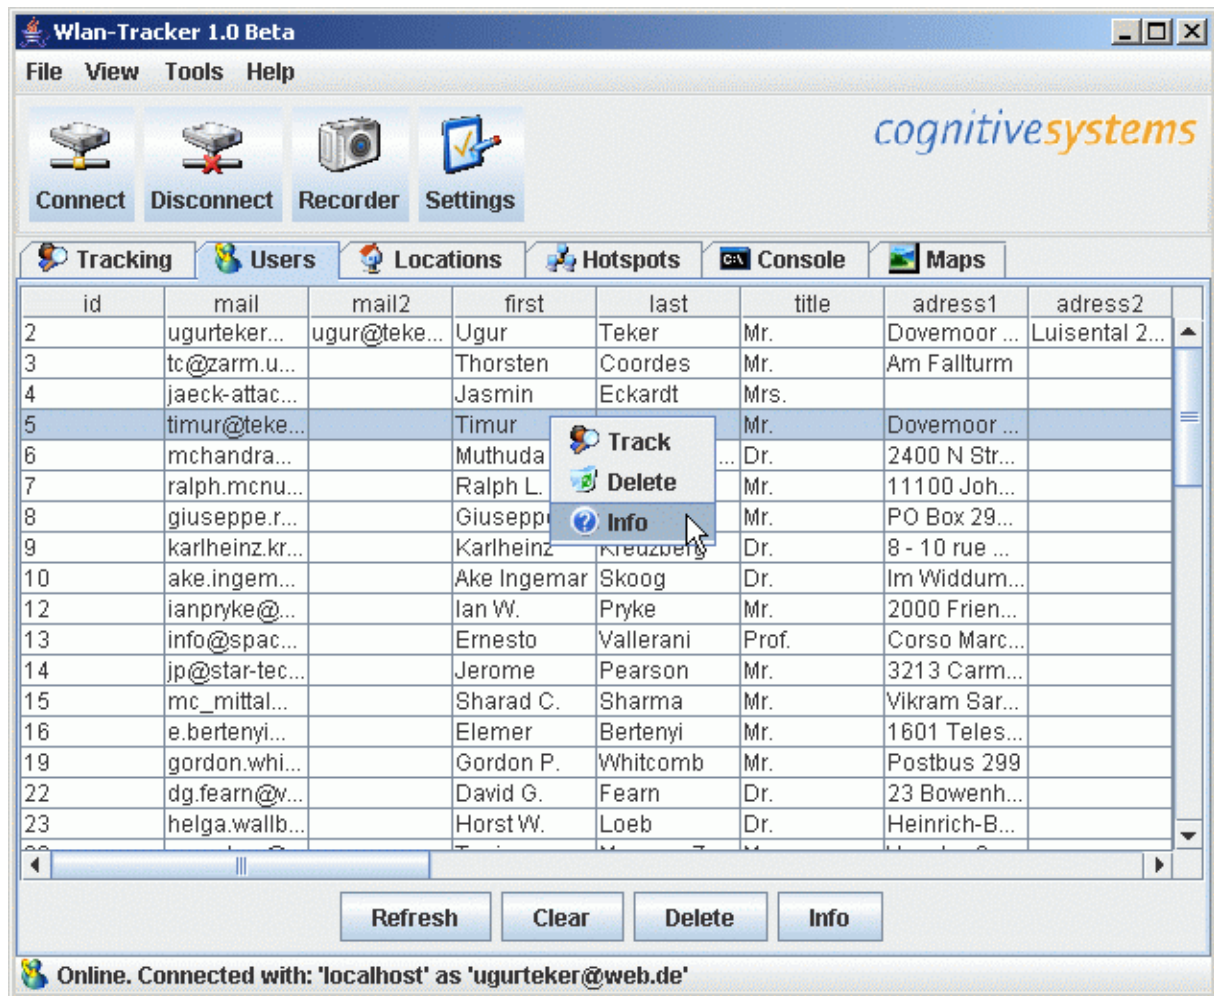 Wlan-Tracker 1.0 Beta
File View Tools Help
cognitivesystems
Connect Disconnect Recorder Settings
Tracking Users Locations Hotspots Console Maps
id mail mail2 first last title adress1 adress2
2 ugurteker... ugur@teke... Ugur Teker Mr. Dovemoor ... Luisental 2...
3 tc@zarm.u... Thorsten Coordes Mr. Am Fallturm
4 jaeck-attac... Jasmin Eckardt Mrs.
5 timur@teke... Timur Mr. Dovemoor ...
Track
6 mchandra... Muthuda ... Dr. 2400 N Str...
7 ralph.mcnu... Ralph L. Mr. 11100 Joh...
Delete
8 giuseppe.r... Giuseppe Mr. PO Box 29...
Info
9 karlheinz.kr... Karlheinz Kreuzberg Dr. 8 - 10 rue ...
10 ake.ingem... Ake Ingemar Skoog Dr. Im Widdum...
12 ianpryke@... Ian W. Pryke Mr. 2000 Frien...
13 info@spac... Ernesto Vallerani Prof. Corso Marc...
14 jp@star-tec... Jerome Pearson Mr. 3213 Carm...
15 mc_mittal... Sharad C. Sharma Mr. Vikram Sar...
16 e.bertenyi... Elemer Bertenyi Mr. 1601 Teles...
19 gordon.whi... Gordon P. Whitcomb Mr. Postbus 299
22 dg.fearn@v... David G. Fearn Dr. 23 Bowenh...
23 helga.wallb... Horst W. Loeb Dr. Heinrich-B...
Refresh Clear Delete Info
Online. Connected with: 'localhost' as 'ugurteker@web.de'